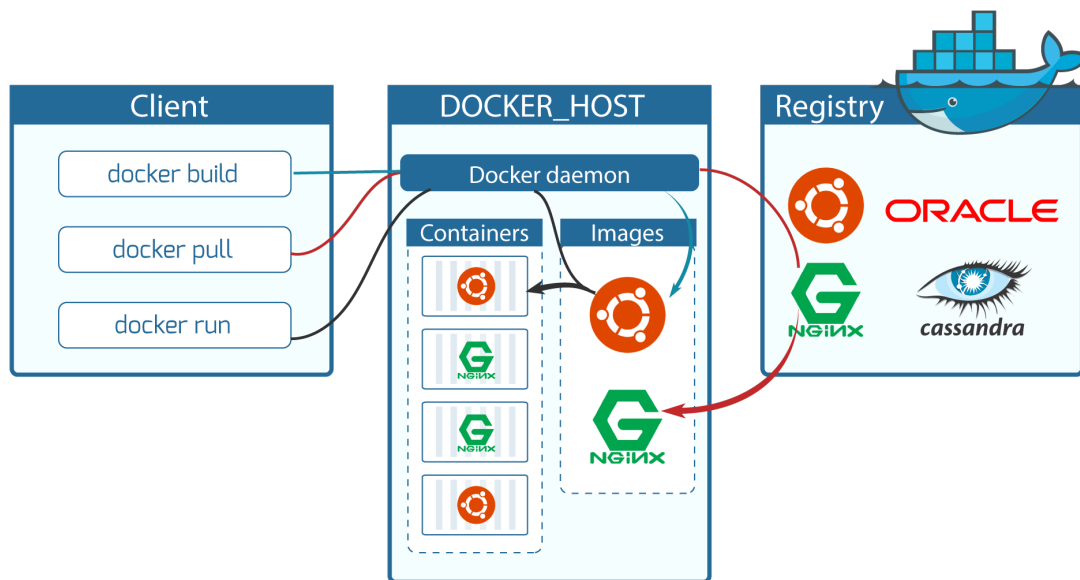 Client
docker build
docker pull
docker run
DOCKER_HOST
Docker daemon
Containers
NGINX
NGINX
Images
NGINX
Registry
ORACLE
NGINX
cassandra